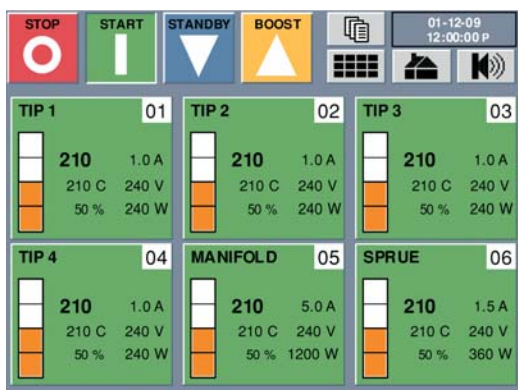 STOP START STANDBY BOOST 01-12-09
12:00:00 P
TIP 1 01 TIP 2 02 TIP 3 03
210 1.0 A 210 1.0 A 210 1.0 A
210 C 240 V 210 C 240 V 210 C 240 V
50 % 240 W 50 % 240 W 50 % 240 W
TIP 4 04 MANIFOLD 05 SPRUE 06
210 1.0 A 210 5.0 A 210 1.5 A
210 C 240 V 210 C 240 V 210 C 240 V
50 % 240 W 50 % 1200 W 50 % 360 W